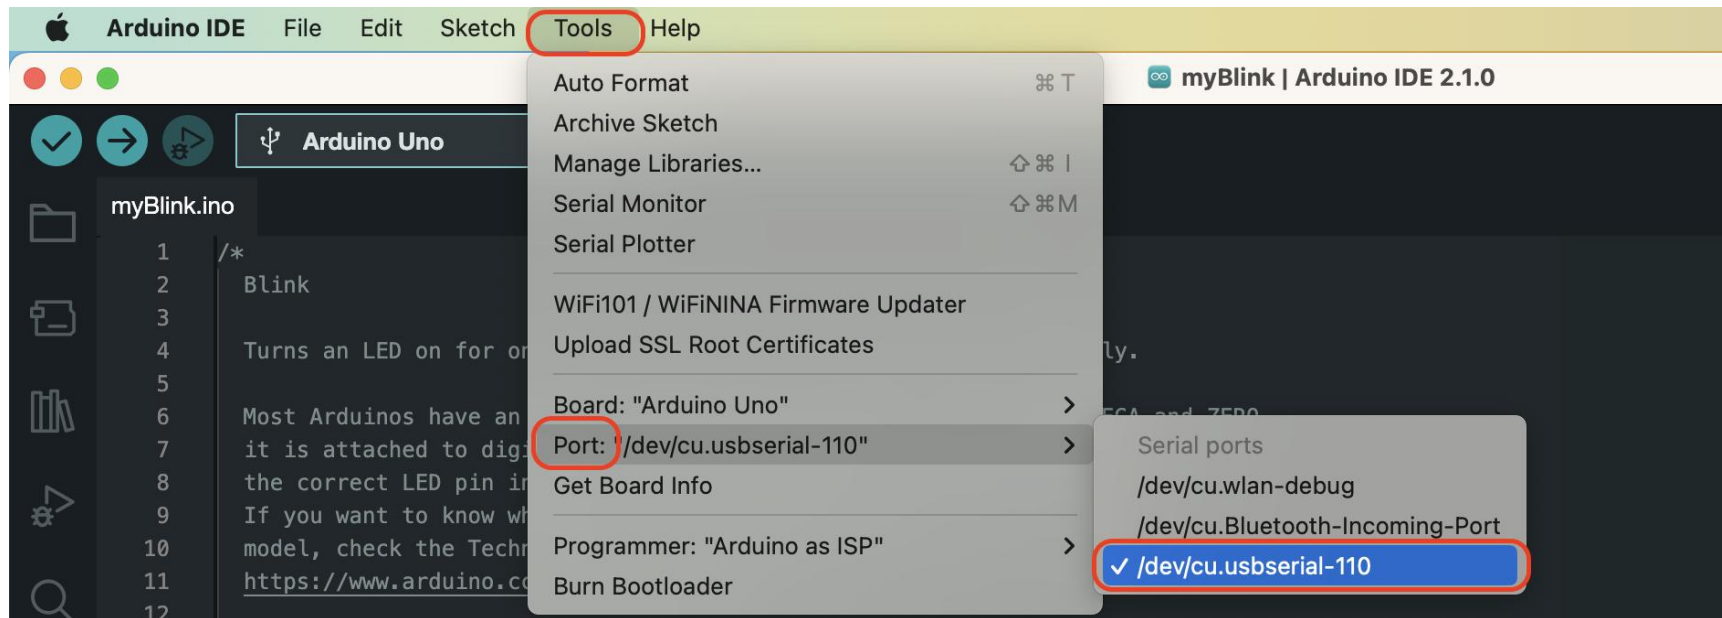 Arduino IDE File Edit Sketch Tools Help
myBlink | Arduino IDE 2.1.0
Arduino Uno
myBlink.ino
1 /*
2 Blink
3
4 Turns an LED on for ly.
5
6 Most Arduinos have an and ZERO
7 it is attached to
8 the correct LED pin
9 If you want to know
10 model, check the
11 https://www.arduino.
12
Auto Format ⌘ T
Archive Sketch
Manage Libraries... ⇧ ⌘ I
Serial Monitor ⇧ ⌘ M
Serial Plotter
WiFi101 / WiFiNINA Firmware Updater
Upload SSL Root Certificates
Board: "Arduino Uno"
Port: "/dev/cu.usbserial-110"
Get Board Info
Programmer: "Arduino as ISP"
Burn Bootloader
Serial ports
/dev/cu.wlan-debug
/dev/cu.Bluetooth-Incoming-Port
✓ /dev/cu.usbserial-110